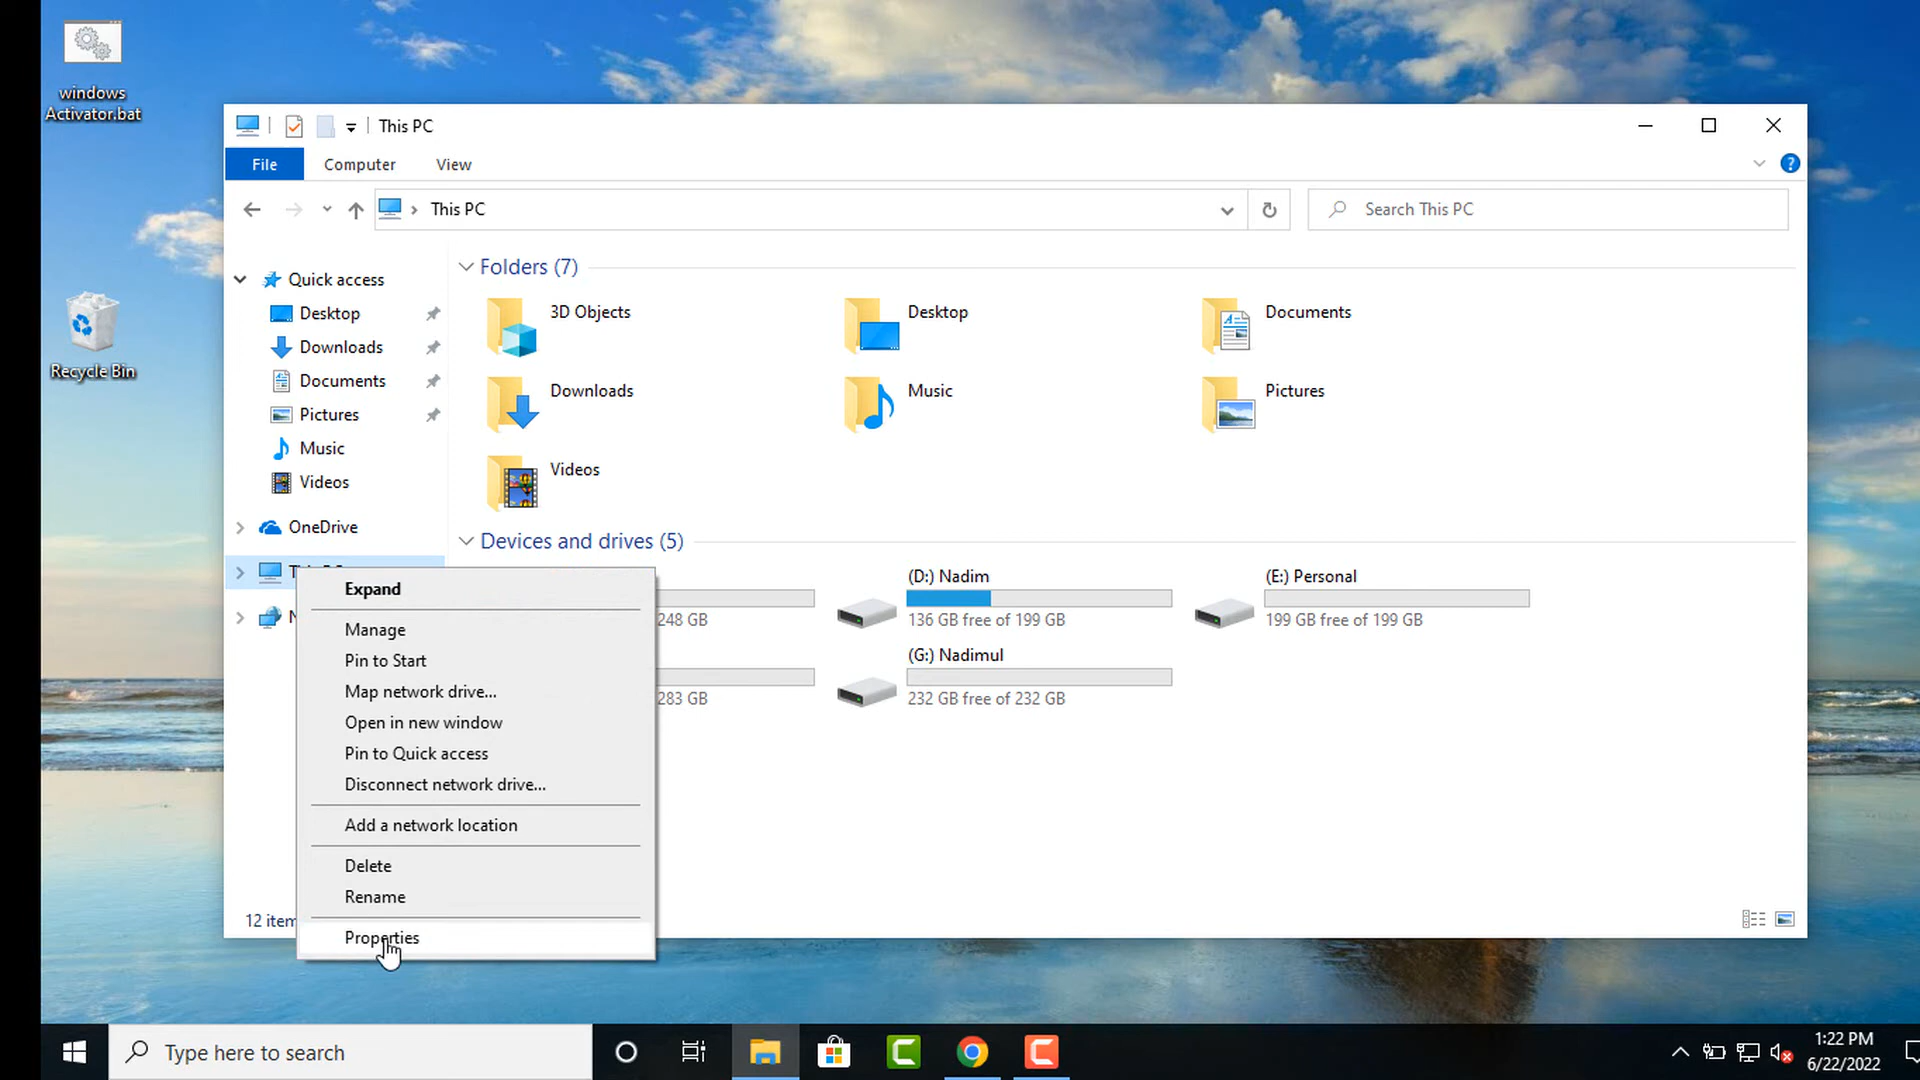 windows
Activator.bat
Recycle Bin
This PC
File
Computer
View
This PC
Search This PC
Quick access
Desktop
Downloads
Documents
Pictures
Music
Videos
OneDrive
Folders (7)
3D Objects
Desktop
Documents
Downloads
Music
Pictures
Videos
Devices and drives (5)
248 GB
(D:) Nadim
136 GB free of 199 GB
(E:) Personal
199 GB free of 199 GB
283 GB
(G:) Nadimul
232 GB free of 232 GB
Expand
Manage
Pin to Start
Map network drive...
Open in new window
Pin to Quick access
Disconnect network drive...
Add a network location
Delete
Rename
Properties
12 item
Type here to search
1:22 PM
6/22/2022